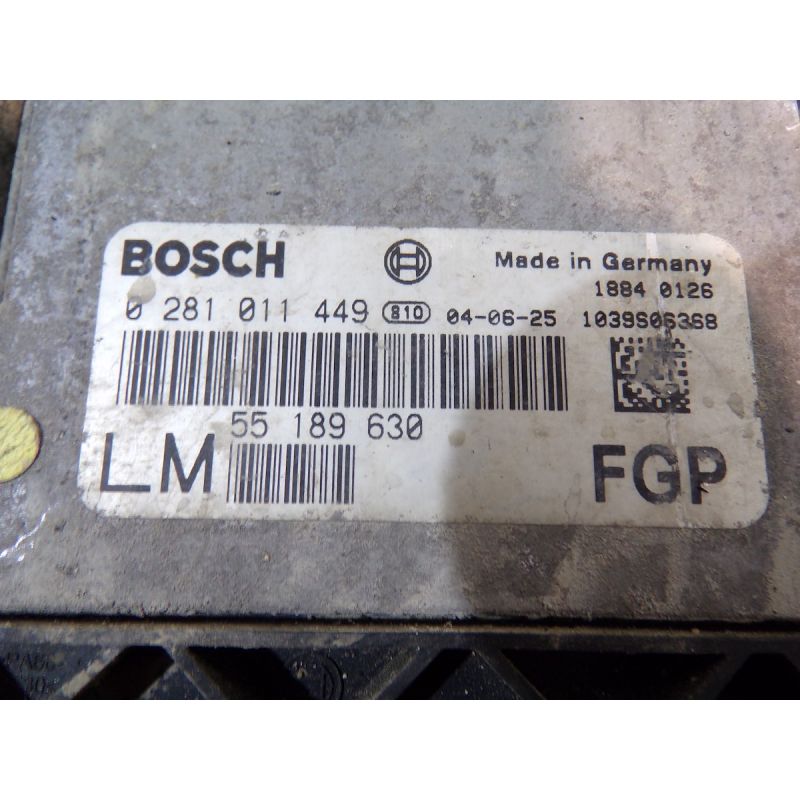 BOSCH Made in Germany
1884 0126
0 281 011 449 810 04-06-25 1039S06368
55 189 630
LM FGP